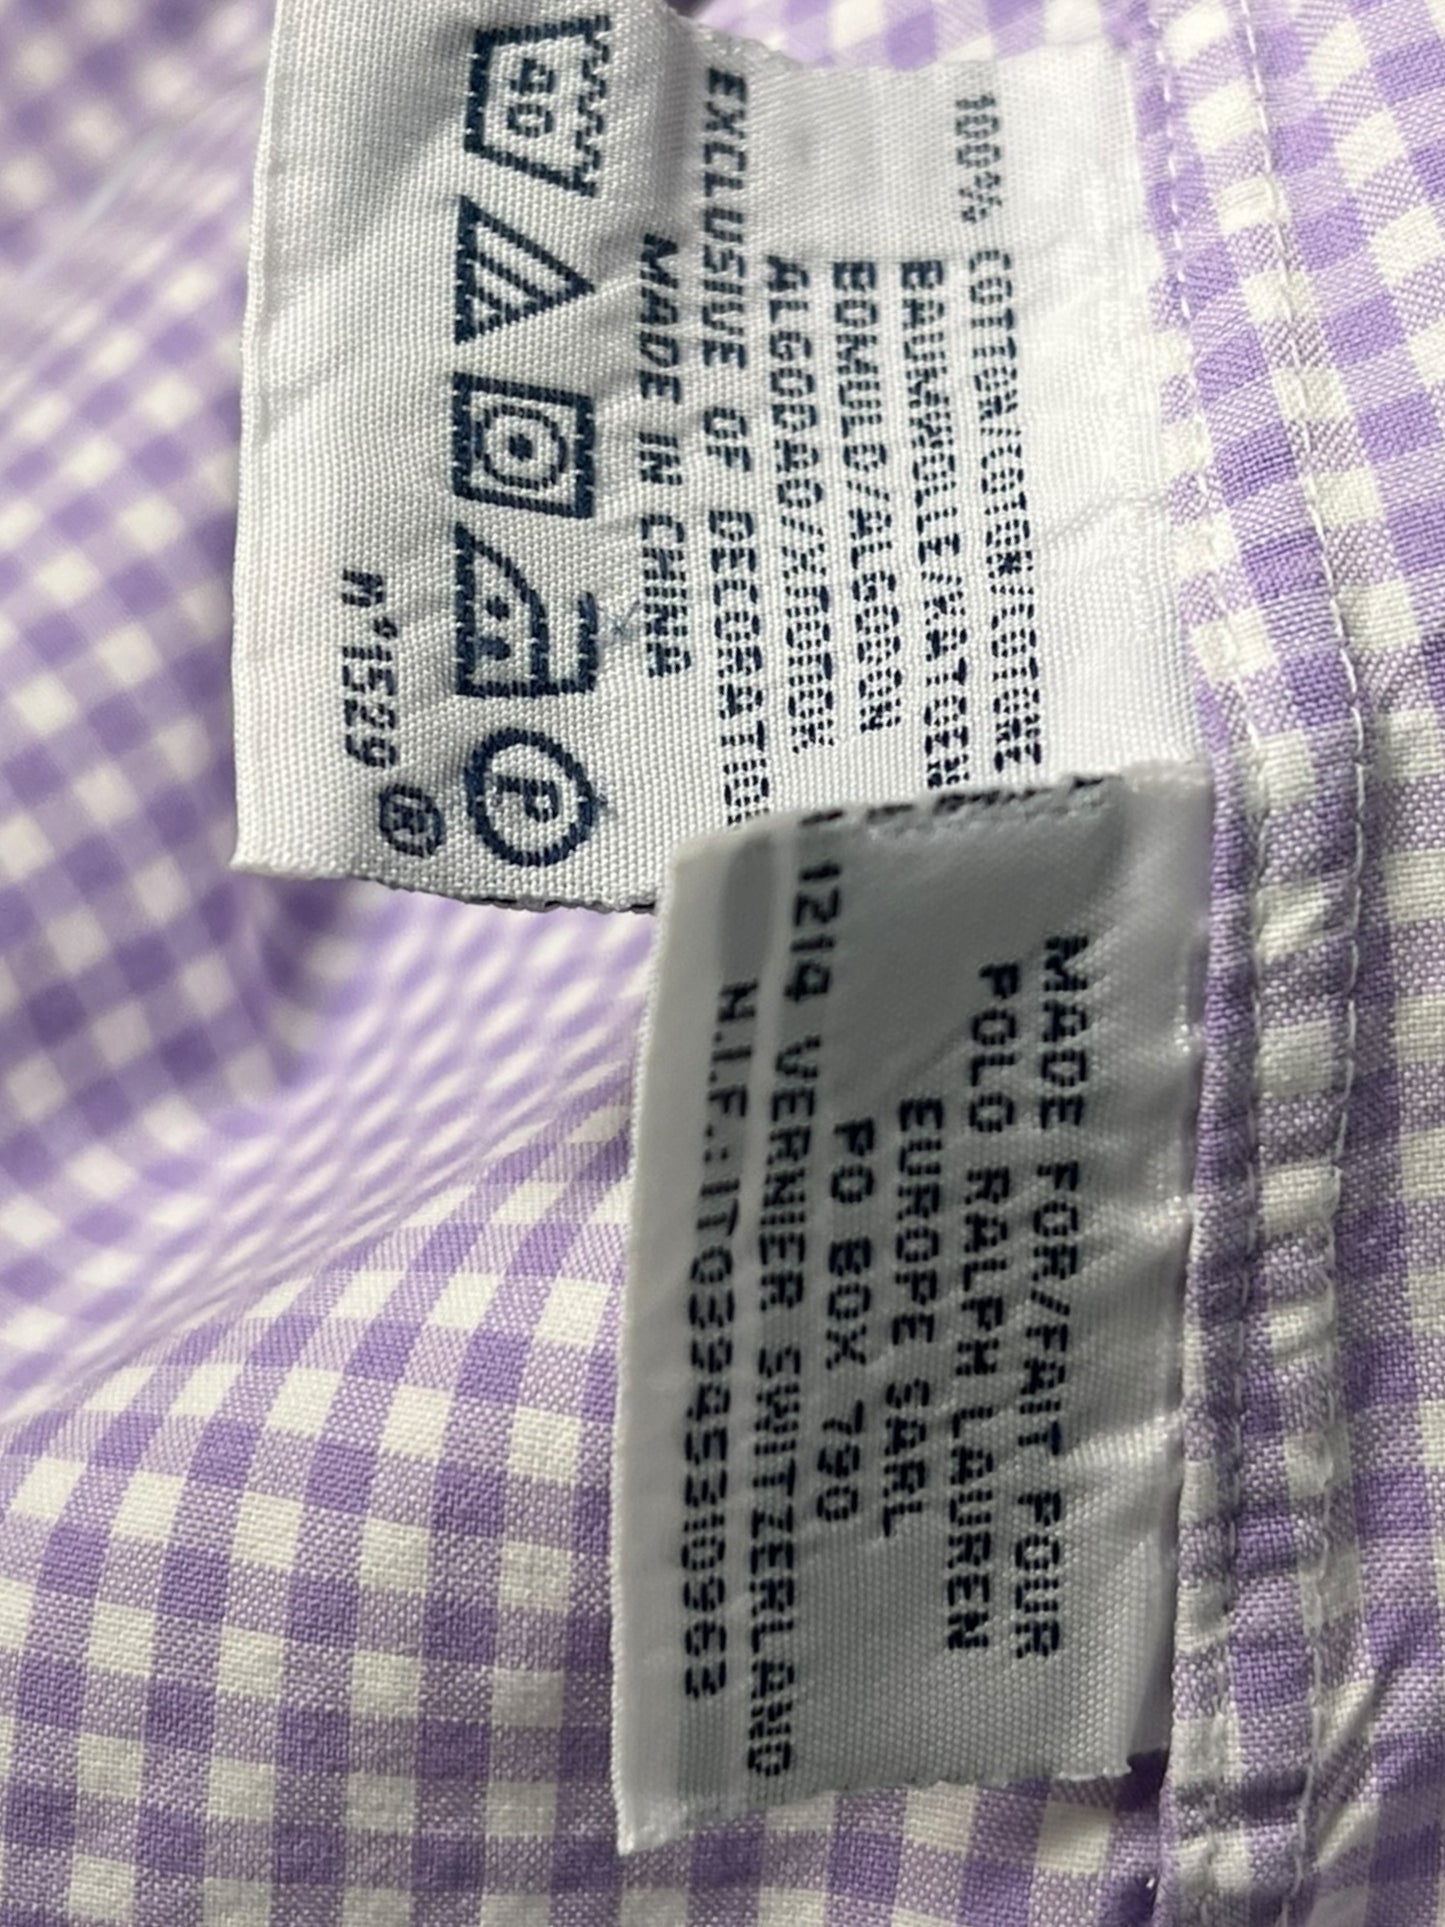 100% COTTON/COTON/COTONE
BAUMWOLLE/KATOEN
BOMULD/ALGODON
ALGODAO/XLOPOR
EXCLUSIVE OF DECORATION
MADE IN CHINA
40
P
N°1529 ®
MADE FOR/FAIT POUR
POLO RALPH LAUREN
EUROPE SARL
PO BOX 790
1214 VERNIER SWITZERLAND
N.I.F.:IT03945310963